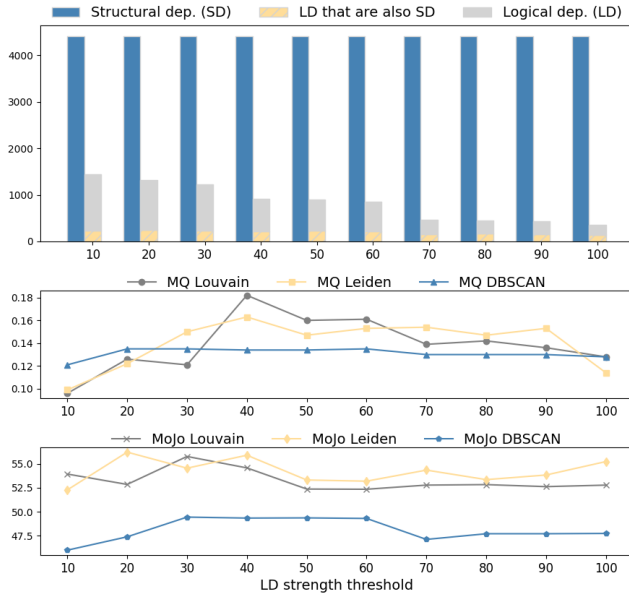 Structural dep. (SD) LD that are also SD Logical dep. (LD)
4000
3000
2000
1000
0
10 20 30 40 50 60 70 80 90 100
MQ Louvain MQ Leiden MQ DBSCAN
0.18
0.16
0.14
0.12
0.10
10 20 30 40 50 60 70 80 90 100
MoJo Louvain MoJo Leiden MoJo DBSCAN
55.0
52.5
50.0
47.5
10 20 30 40 50 60 70 80 90 100
LD strength threshold